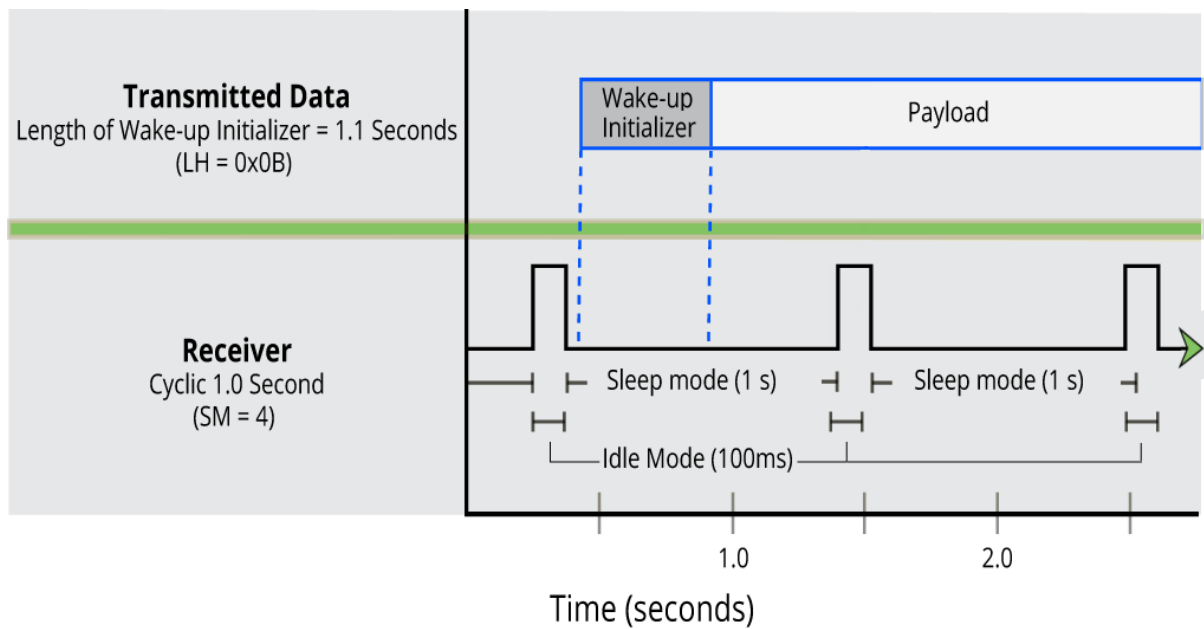 Transmitted Data
Length of Wake-up Initializer = 1.1 Seconds
(LH = 0x0B)
Wake-up
Initializer
Payload
Receiver
Cyclic 1.0 Second
(SM = 4)
Sleep mode (1 s)
Sleep mode (1 s)
Idle Mode (100ms)
1.0
2.0
Time (seconds)